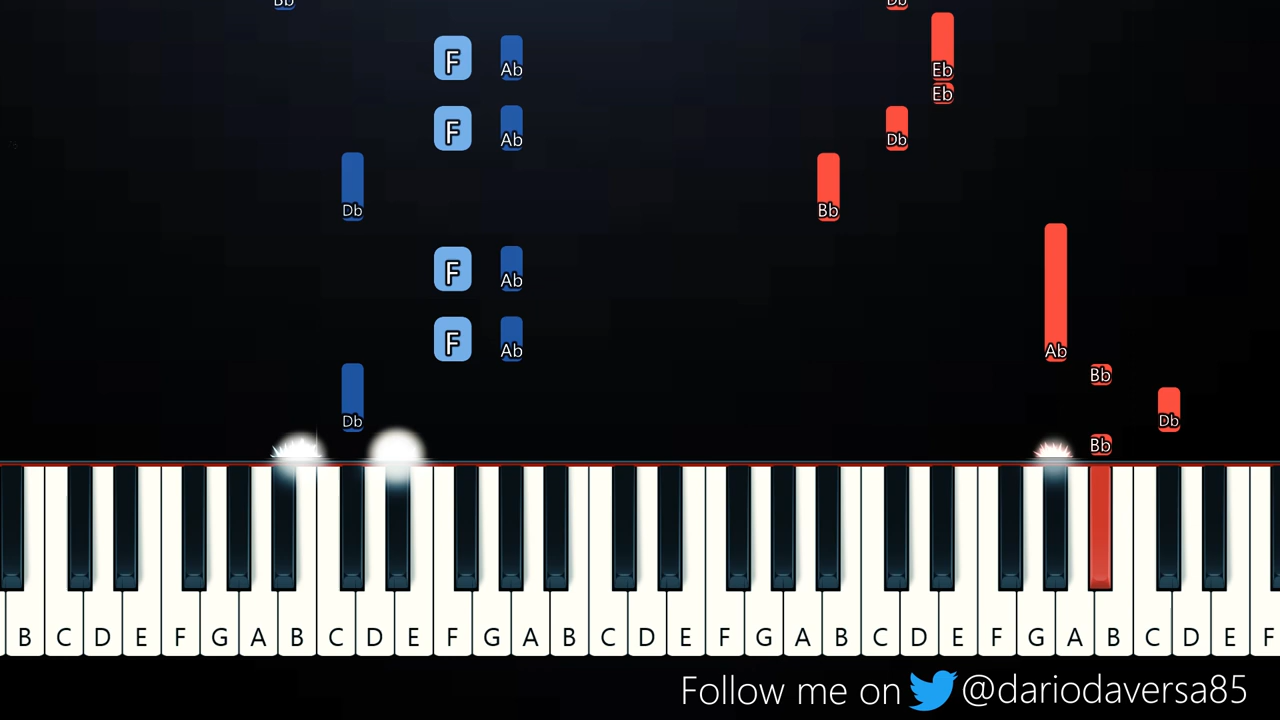 Bb Db
F Ab Eb
Eb
F Ab Db
Db Bb
F Ab
F Ab Ab
Bb
Db Db
Bb
B C D E F G A B C D E F G A B C D E F G A B C D E F G A B C D E F
Follow me on @dariodaversa85